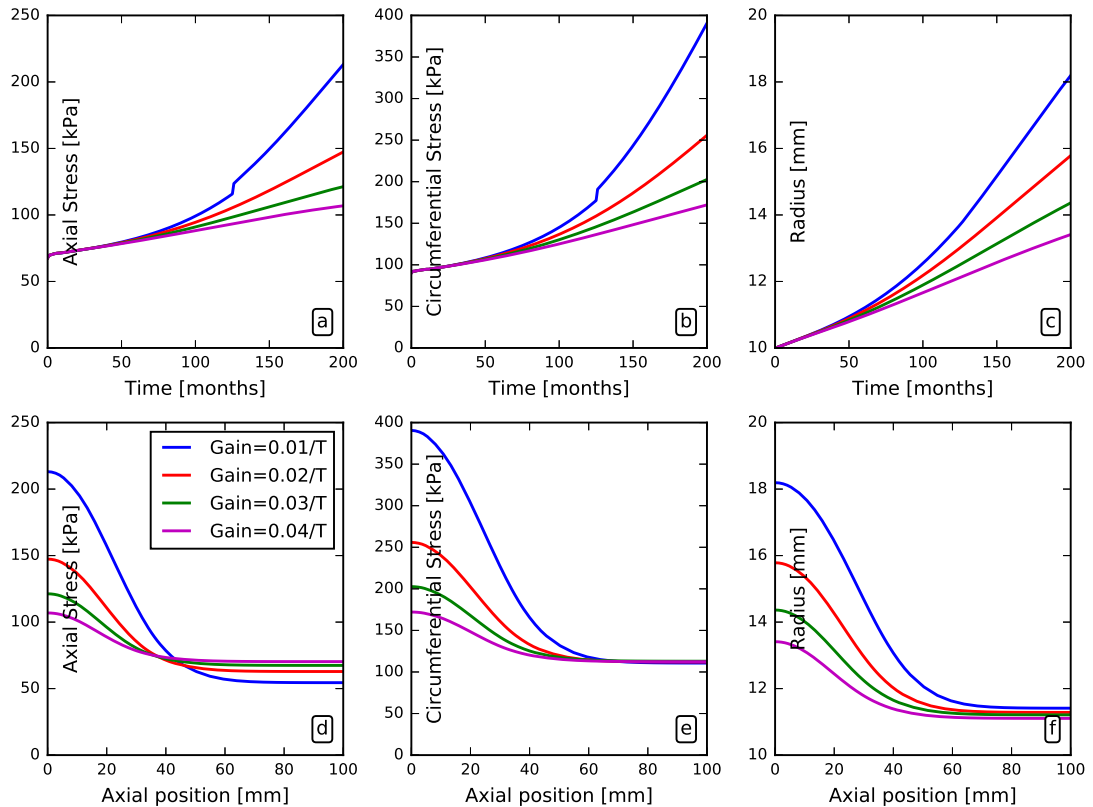 250
200
150
100
50
0
Axial Stress [kPa]
a
0 50 100 150 200
Time [months]
400
350
300
250
200
150
100
50
0
Circumferential Stress [kPa]
b
0 50 100 150 200
Time [months]
20
18
16
14
12
10
Radius [mm]
c
0 50 100 150 200
Time [months]
250
200
150
100
50
0
Axial Stress [kPa]
Gain=0.01/T
Gain=0.02/T
Gain=0.03/T
Gain=0.04/T
d
0 20 40 60 80 100
Axial position [mm]
400
350
300
250
200
150
100
50
0
Circumferential Stress [kPa]
e
0 20 40 60 80 100
Axial position [mm]
20
18
16
14
12
10
Radius [mm]
f
0 20 40 60 80 100
Axial position [mm]